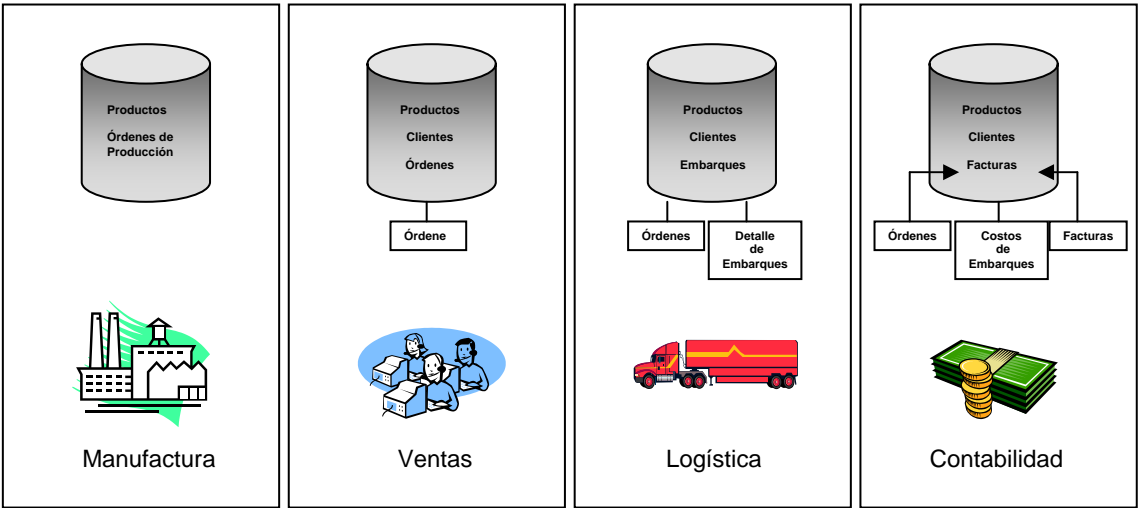 Productos
Órdenes de
Producción
Manufactura
Productos
Clientes
Órdenes
Órdene
Ventas
Productos
Clientes
Embarques
Órdenes
Detalle
de
Embarques
Logística
Productos
Clientes
Facturas
Órdenes
Costos
de
Embarques
Facturas
Contabilidad